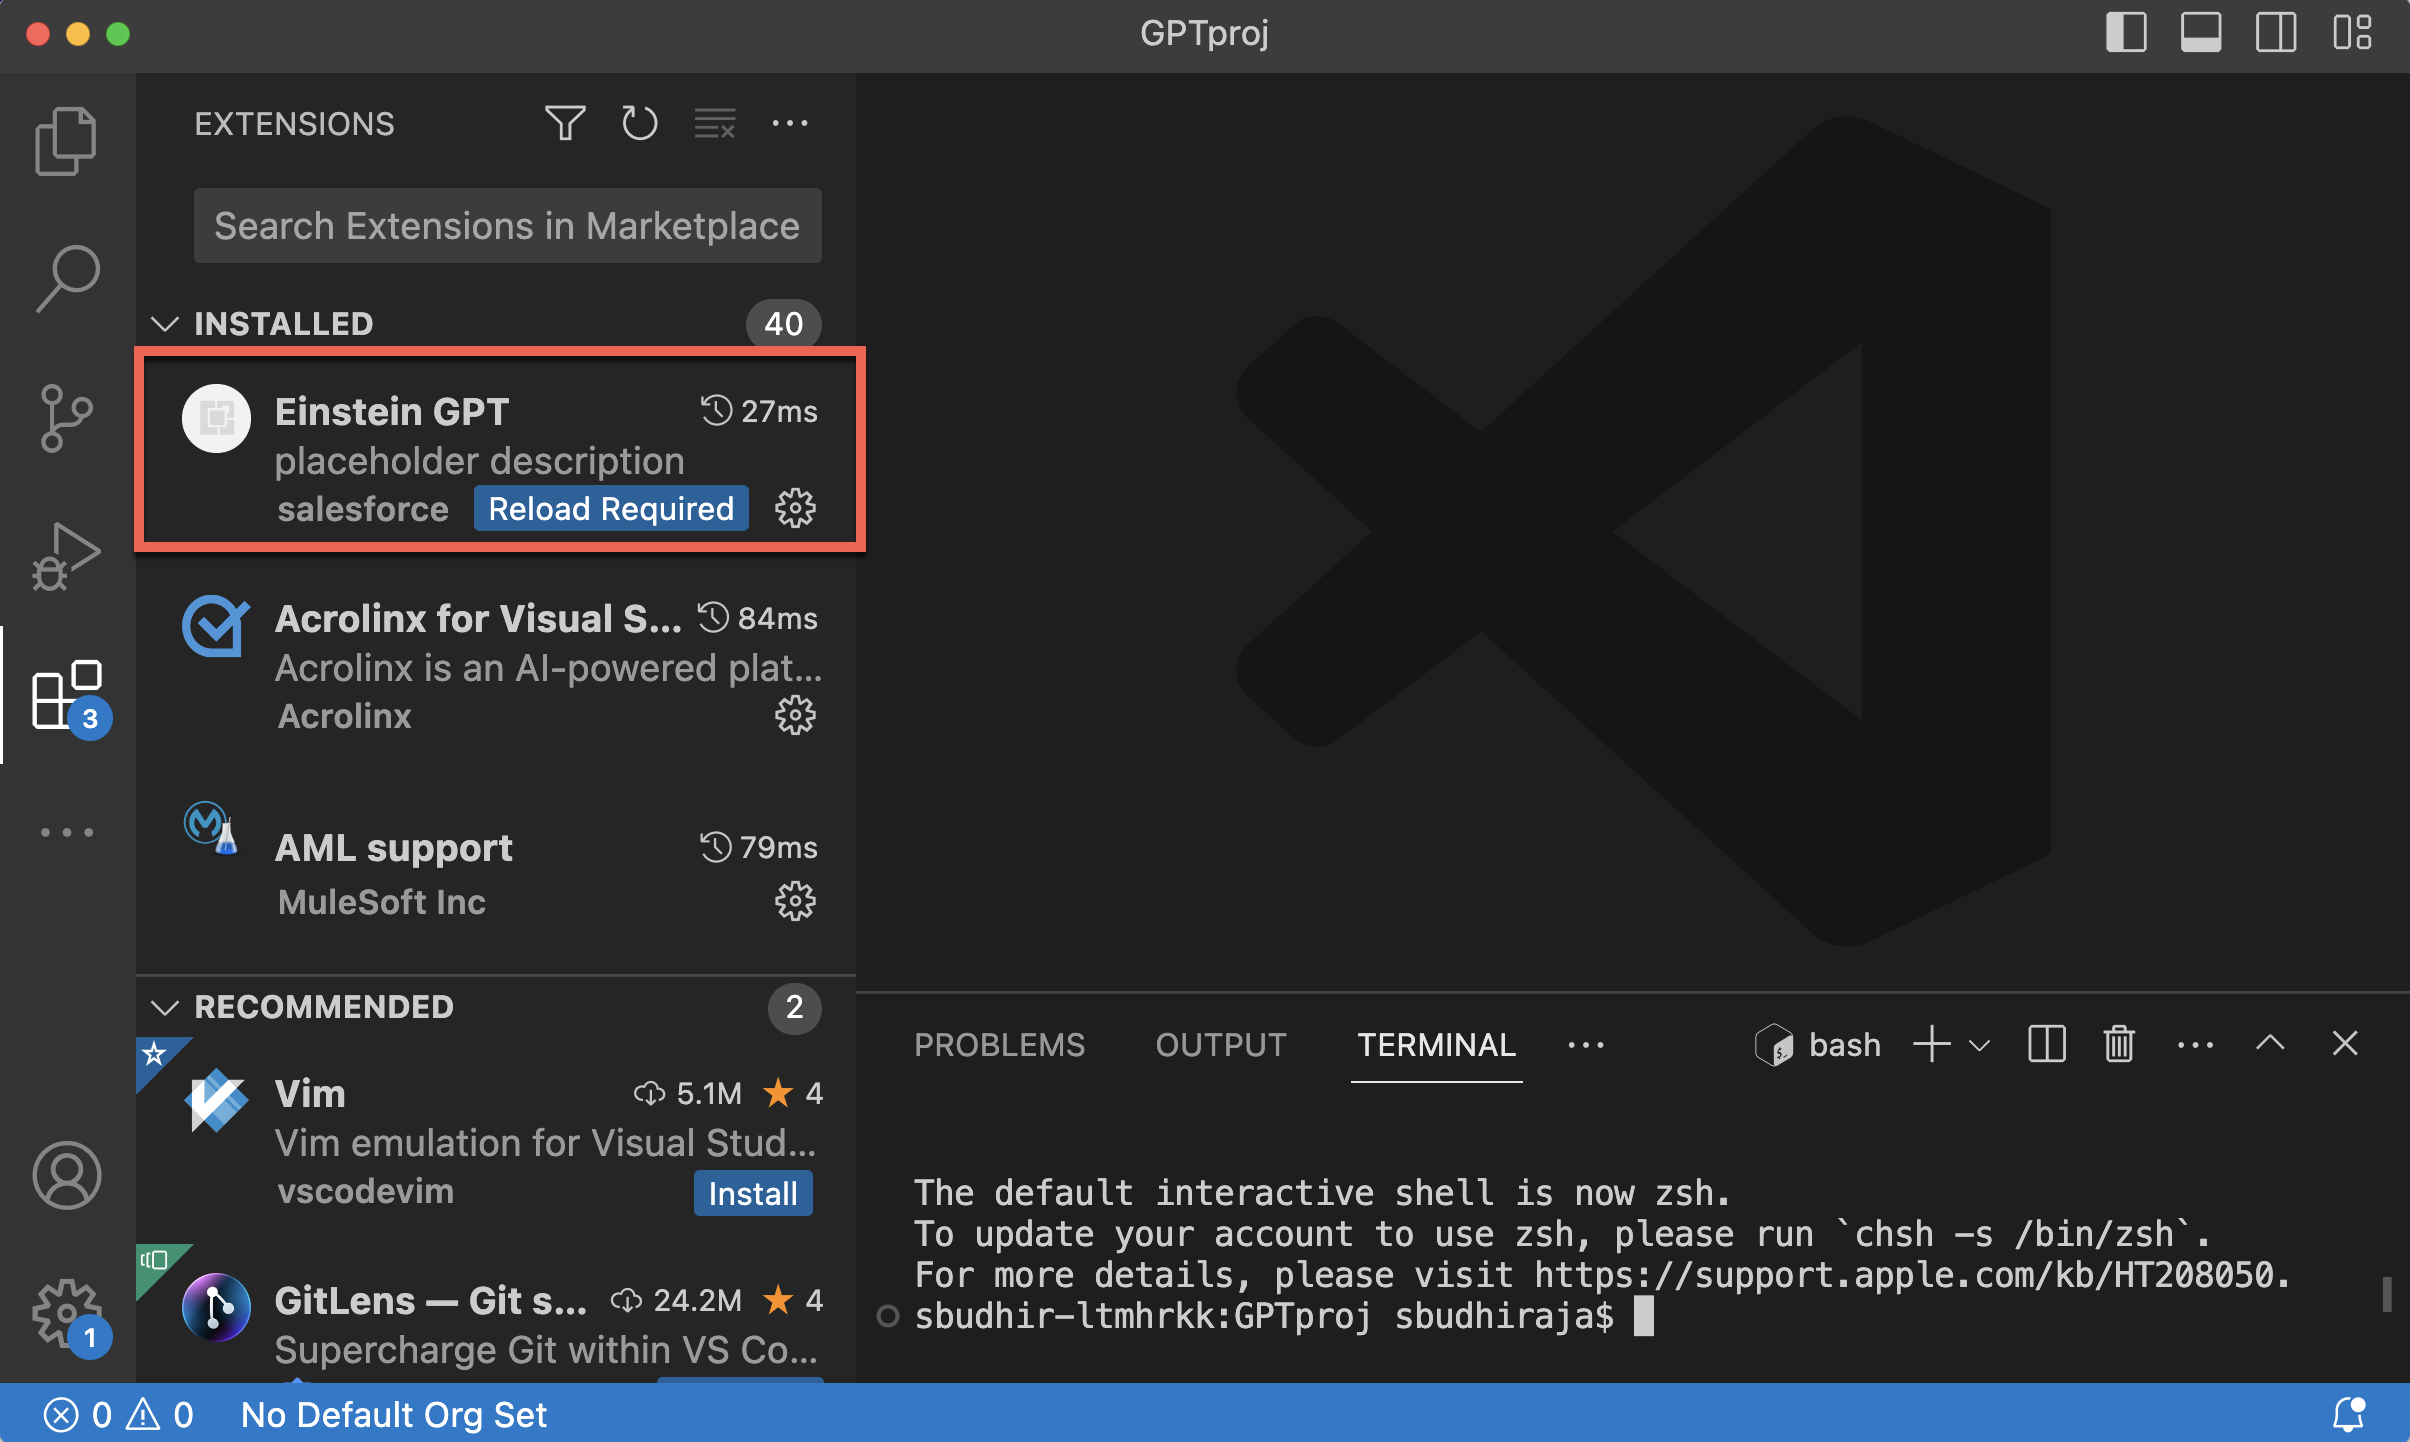 GPTproj
EXTENSIONS
Search Extensions in Marketplace
INSTALLED 40
Einstein GPT 27ms
placeholder description
salesforce Reload Required
Acrolinx for Visual S... 84ms
Acrolinx is an AI-powered plat...
Acrolinx
3
AML support 79ms
MuleSoft Inc
RECOMMENDED 2
Vim 5.1M 4
Vim emulation for Visual Stud...
vscodevim Install
GitLens — Git s... 24.2M 4
Supercharge Git within VS Co...
1
PROBLEMS OUTPUT TERMINAL bash
The default interactive shell is now zsh.
To update your account to use zsh, please run `chsh -s /bin/zsh`.
For more details, please visit https://support.apple.com/kb/HT208050.
sbudhir-ltmhrkk:GPTproj sbudhiraja$
0 0 No Default Org Set